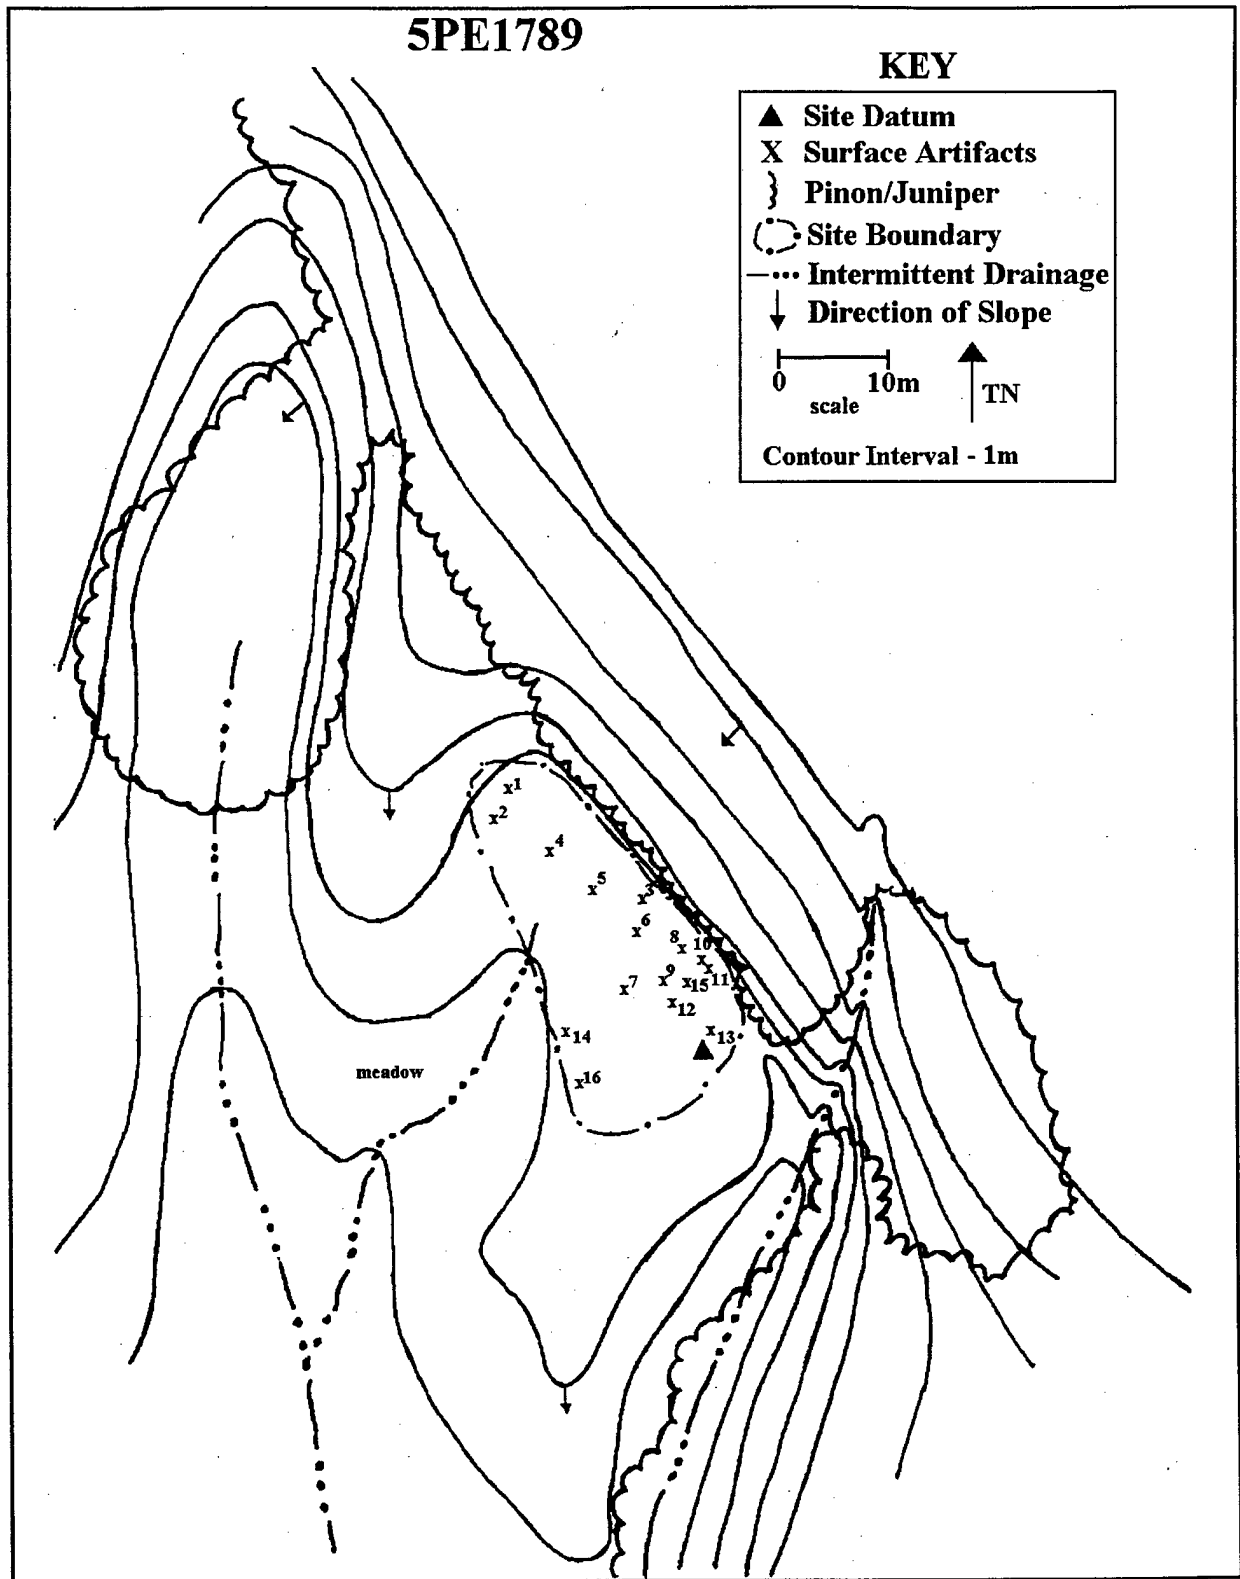 5PE1789
KEY
Site Datum
X Surface Artifacts
Pinon/Juniper
Site Boundary
Intermittent Drainage
Direction of Slope
0 10m
scale
TN
Contour Interval - 1m
x1
x2
x4
x5
x3
x6
x8
10
x9
x15
11
x7
x12
x13
x14
meadow
x16